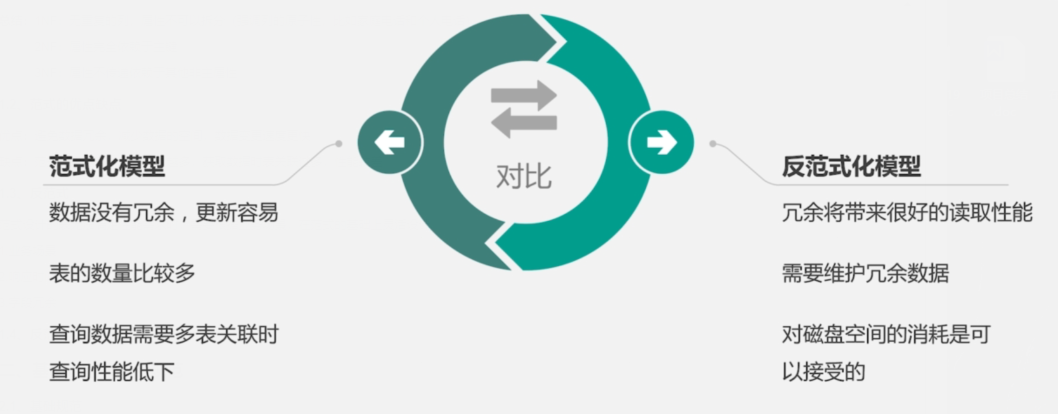 对比
范式化模型
数据没有冗余，更新容易
表的数量比较多
查询数据需要多表关联时
查询性能低下
反范式化模型
冗余将带来很好的读取性能
需要维护冗余数据
对磁盘空间的消耗是可
以接受的